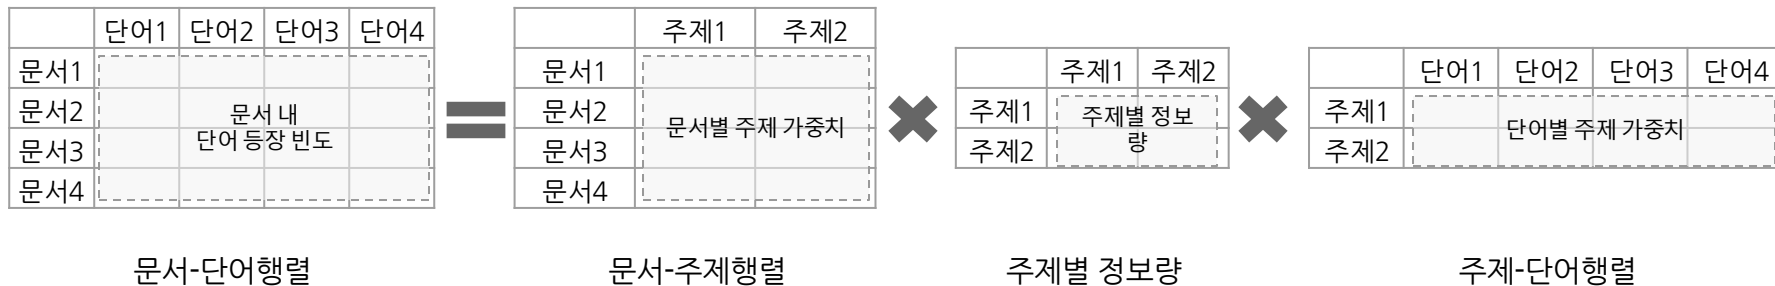 단어1 단어2 단어3 단어4
문서1
문서2
문서3
문서4
문서 내
단어 등장 빈도
문서-단어행렬
주제1 주제2
문서1
문서2
문서3
문서4
문서별 주제 가중치
문서-주제행렬
주제1 주제2
주제1
주제2
주제별 정보
량
주제별 정보량
단어1 단어2 단어3 단어4
주제1
주제2
단어별 주제 가중치
주제-단어행렬